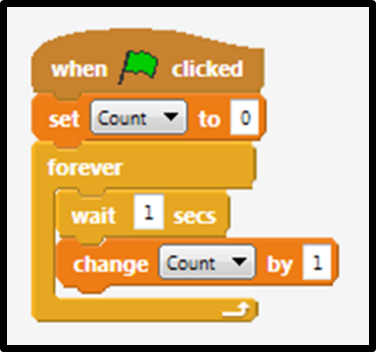 when clicked
set Count to 0
forever
wait 1 secs
change Count by 1